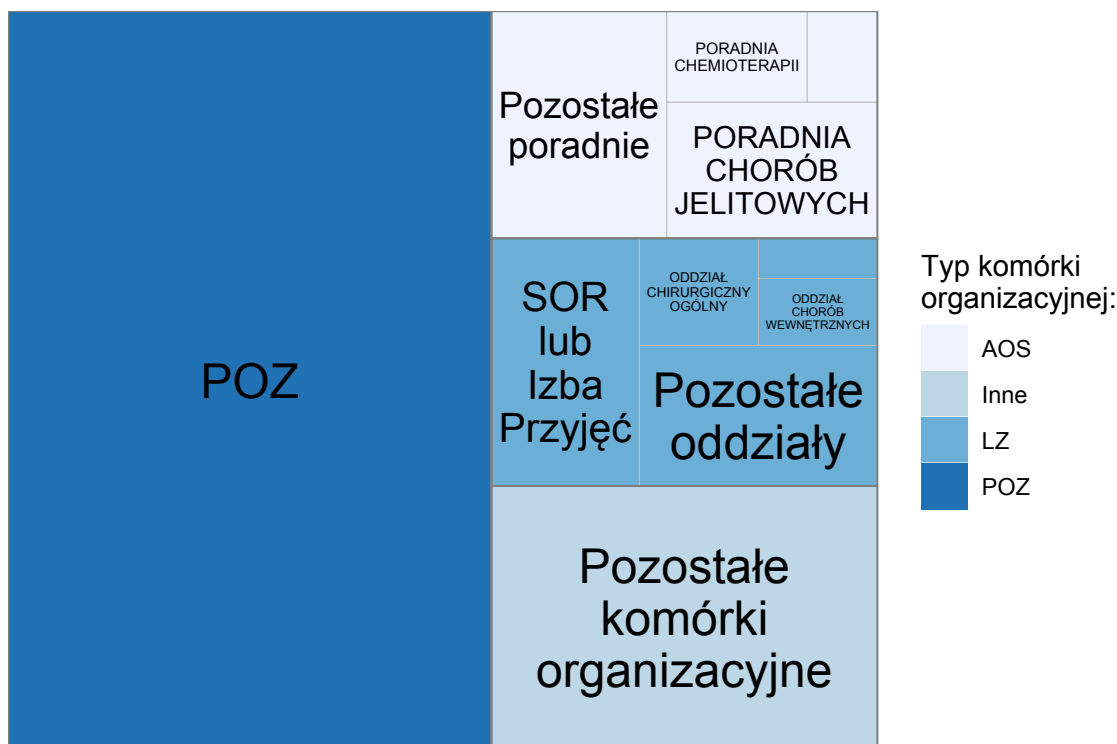 POZ
Pozostałe
poradnie
PORADNIA
CHEMIOTERAPII
PORADNIA
CHORÓB
JELITOWYCH
SOR
lub
Izba
Przyjęć
ODDZIAŁ
CHIRURGICZNY
OGÓLNY
ODDZIAŁ
CHORÓB
WEWNĘTRZNYCH
Pozostałe
oddziały
Pozostałe
komórki
organizacyjne
Typ komórki
organizacyjnej:
AOS
Inne
LZ
POZ